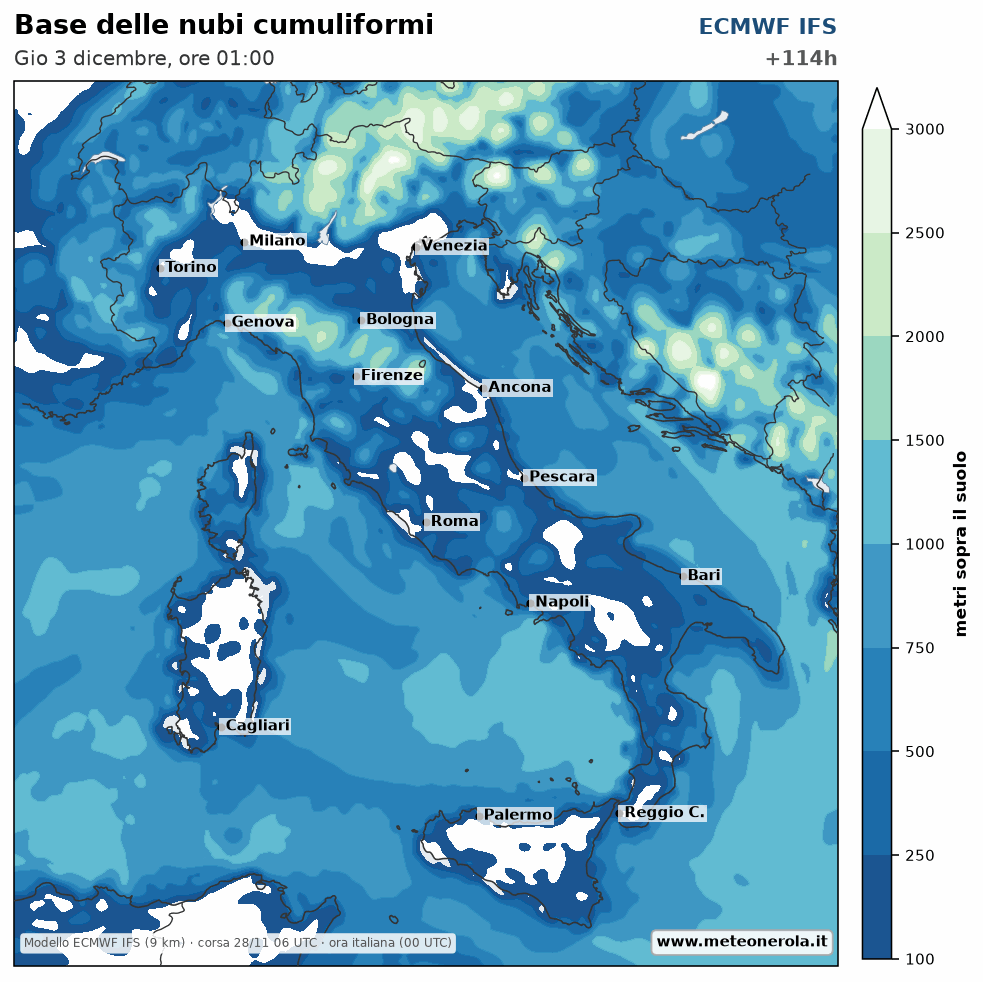 Base delle nubi cumuliformi
ECMWF IFS
Gio 3 dicembre, ore 01:00
+114h
Milano
Venezia
Torino
Genova
Bologna
Firenze
Ancona
Pescara
Roma
Bari
Napoli
Cagliari
Palermo
Reggio C.
3000
2500
2000
1500
1000
750
500
250
100
metri sopra il suolo
Modello ECMWF IFS (9 km) · corsa 28/11 06 UTC · ora italiana (00 UTC)
www.meteonerola.it